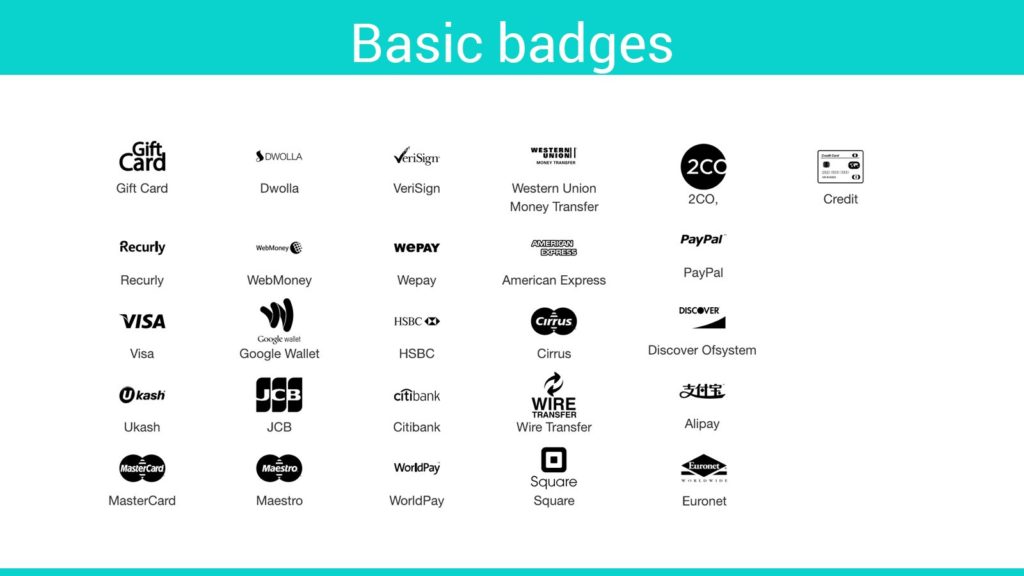 Basic badges
Gift
Card
Gift Card
DWOLLA
Dwolla
VeriSign
VeriSign
WESTERN
UNION
MONEY TRANSFER
Western Union
Money Transfer
2CO
2CO,
Credit Card
Credit
Recurly
Recurly
WebMoney
WebMoney
wepay
Wepay
AMERICAN
EXPRESS
American Express
PayPal
PayPal
VISA
Visa
Google wallet
Google Wallet
HSBC
HSBC
Cirrus
Cirrus
DISCOVER
Discover Ofsystem
Ukash
Ukash
JCB
JCB
citibank
Citibank
WIRE
TRANSFER
Wire Transfer
支付宝
Alipay
MasterCard
MasterCard
Maestro
Maestro
WorldPay
WorldPay
Square
Square
Euronet
WORLDWIDE
Euronet